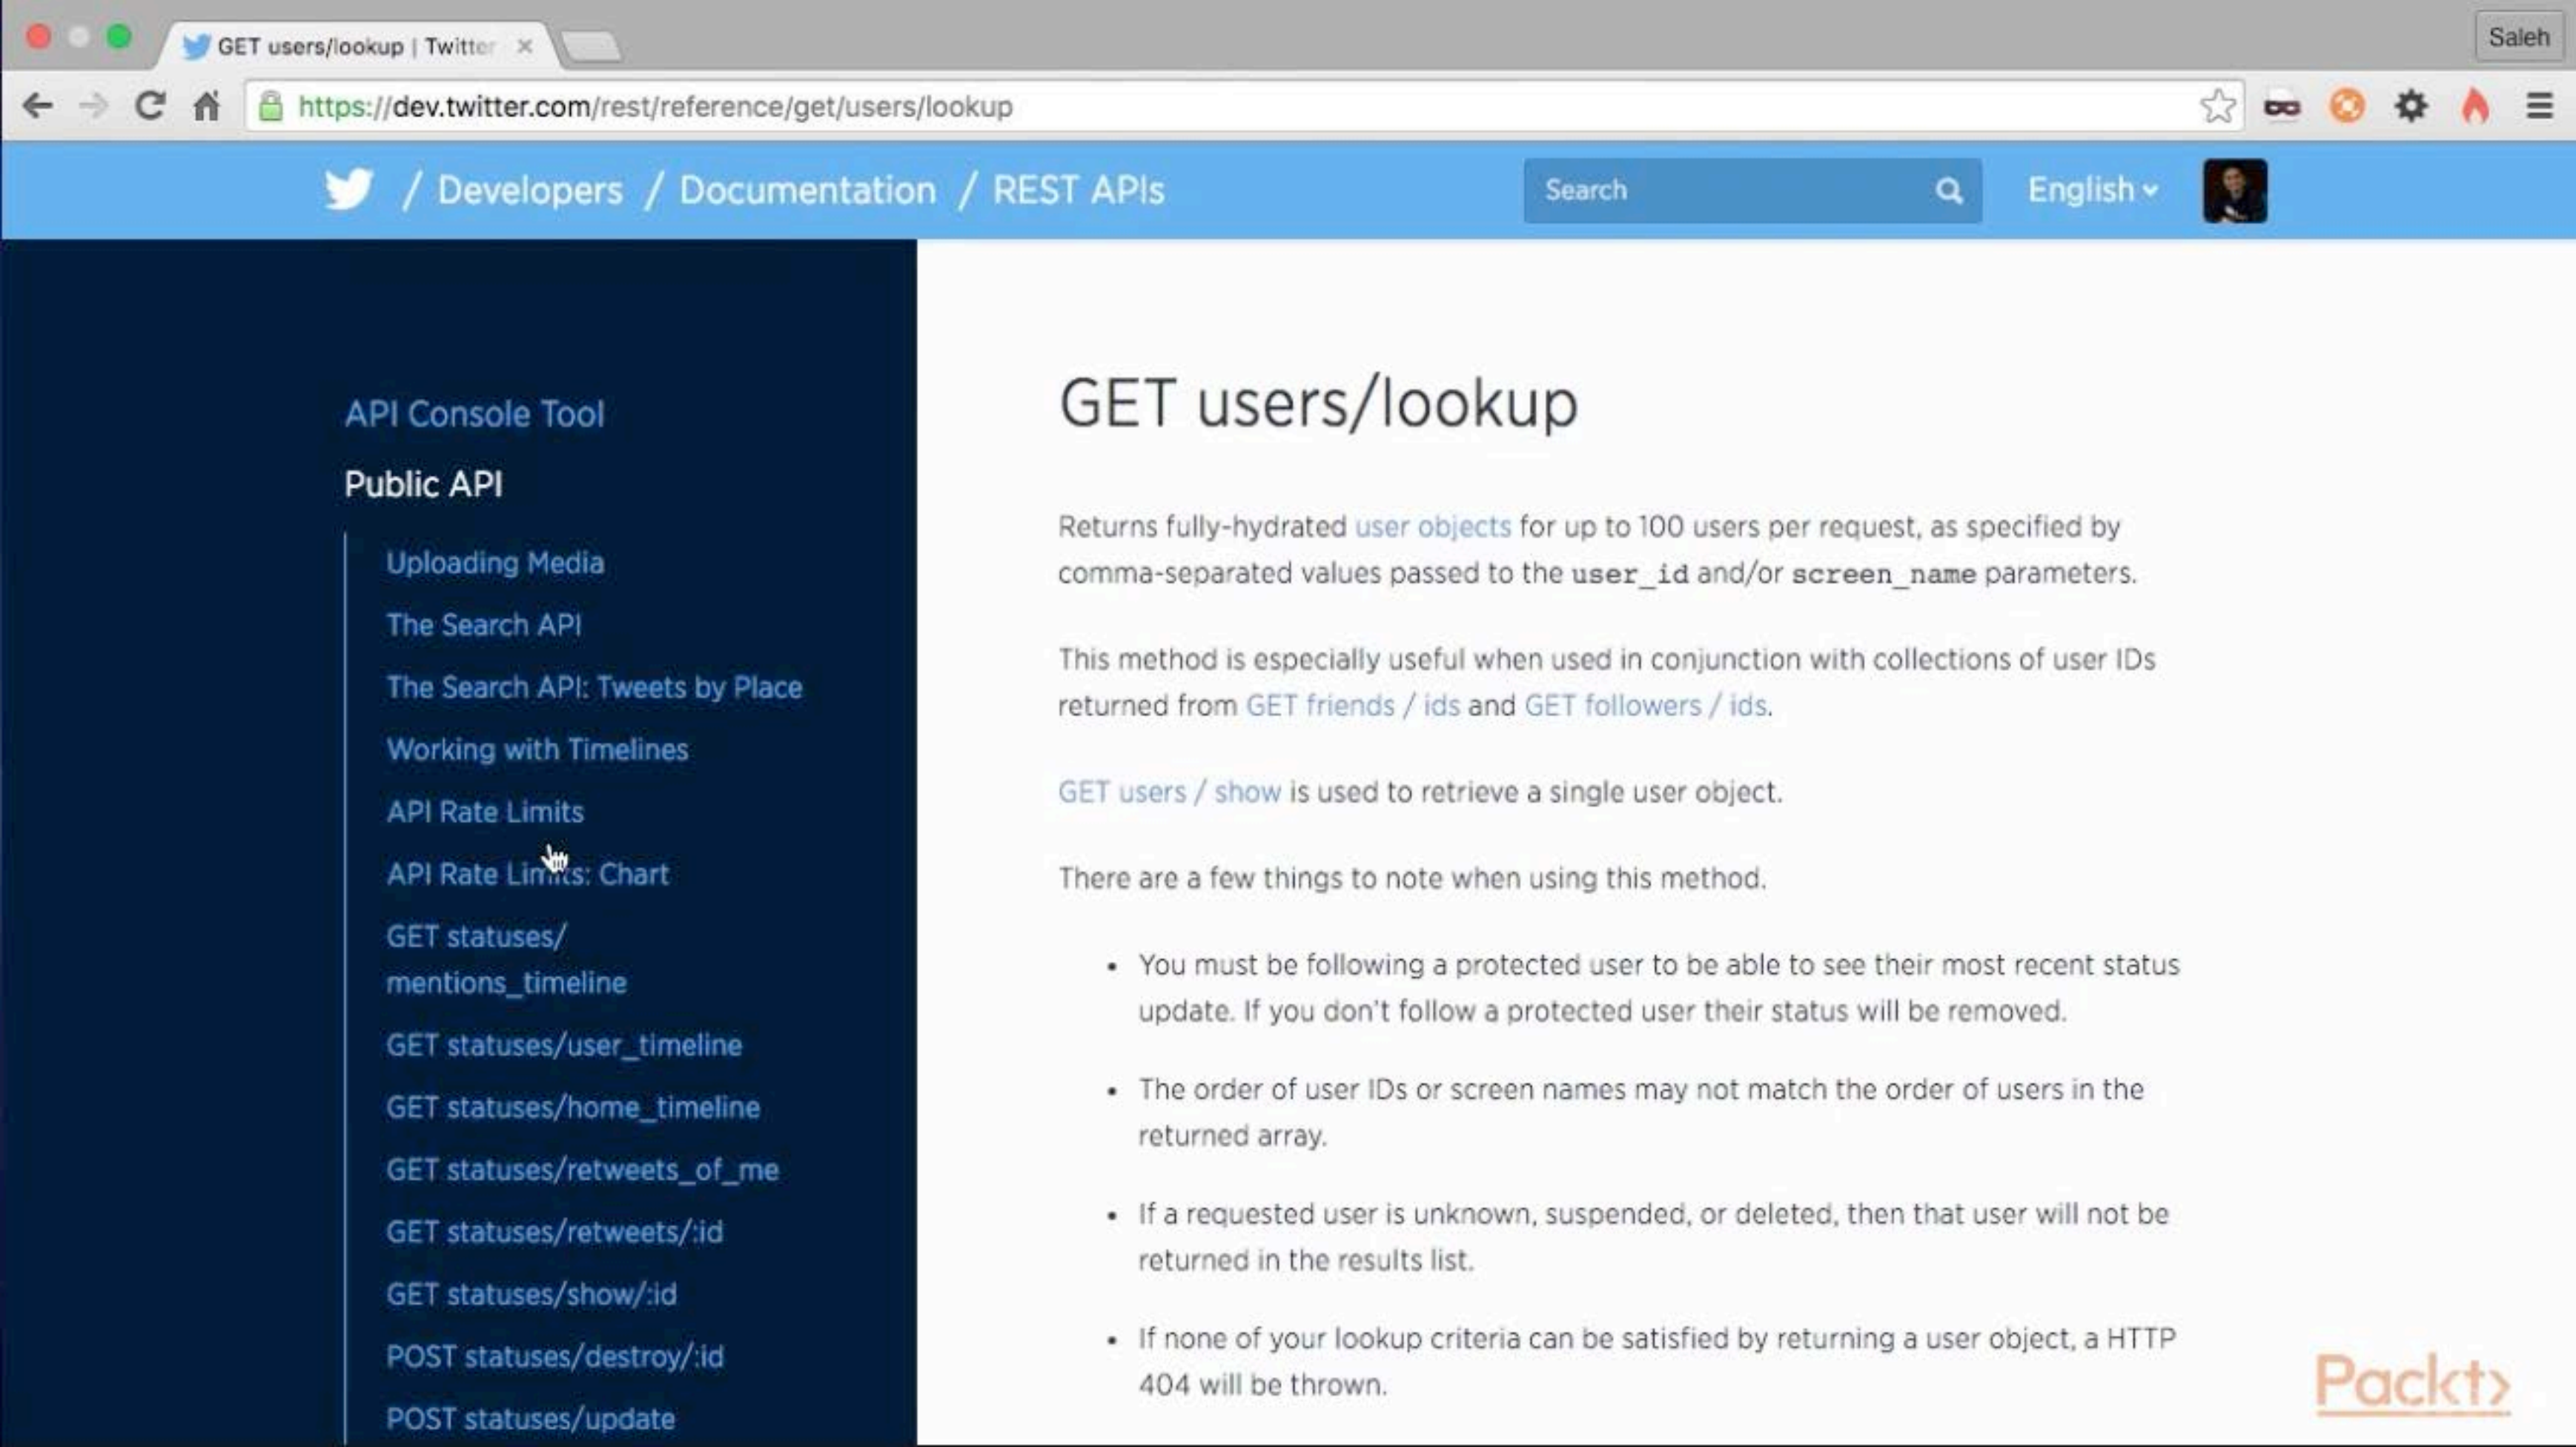 GET users/lookup | Twitter
Saleh
https://dev.twitter.com/rest/reference/get/users/lookup
/ Developers / Documentation / REST APIs
Search
English
API Console Tool
Public API
Uploading Media
The Search API
The Search API: Tweets by Place
Working with Timelines
API Rate Limits
API Rate Limits: Chart
GET statuses/
mentions_timeline
GET statuses/user_timeline
GET statuses/home_timeline
GET statuses/retweets_of_me
GET statuses/retweets/:id
GET statuses/show/:id
POST statuses/destroy/:id
POST statuses/update
GET users/lookup
Returns fully-hydrated user objects for up to 100 users per request, as specified by
comma-separated values passed to the user_id and/or screen_name parameters.
This method is especially useful when used in conjunction with collections of user IDs
returned from GET friends / ids and GET followers / ids.
GET users / show is used to retrieve a single user object.
There are a few things to note when using this method.
• You must be following a protected user to be able to see their most recent status
update. If you don't follow a protected user their status will be removed.
• The order of user IDs or screen names may not match the order of users in the
returned array.
• If a requested user is unknown, suspended, or deleted, then that user will not be
returned in the results list.
• If none of your lookup criteria can be satisfied by returning a user object, a HTTP
404 will be thrown.
Packt>